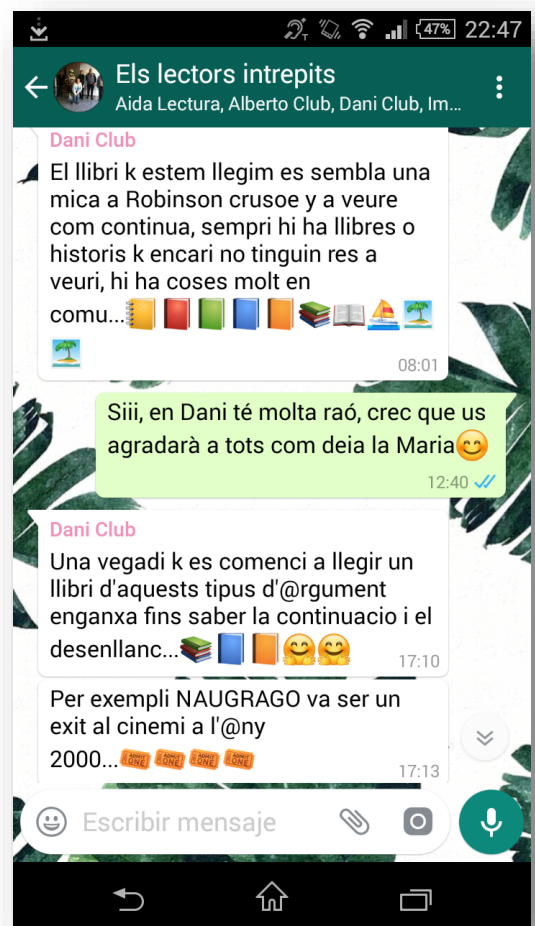 47% 22:47
Els lectors intrepits
Aida Lectura, Alberto Club, Dani Club, Im...
Dani Club
El llibri k estem llegim es sembla una
mica a Robinson crusoe y a veure
com continua, sempri hi ha llibres o
historis k encari no tinguin res a
veuri, hi ha coses molt en
comu...📒📕📗📘📙📚📖⛵🏝
🏝
08:01
Siii, en Dani té molta raó, crec que us
agradarà a tots com deia la Maria😊
12:40
Dani Club
Una vegadi k es comenci a llegir un
llibri d'aquests tipus d'@rgument
enganxa fins saber la continuacio i el
desenllanc...📚📘📙🤗🤗
17:10
Per exempli NAUGRAGO va ser un
exit al cinemi a l'@ny
2000...🎟🎟🎟🎟
17:13
Escribir mensaje